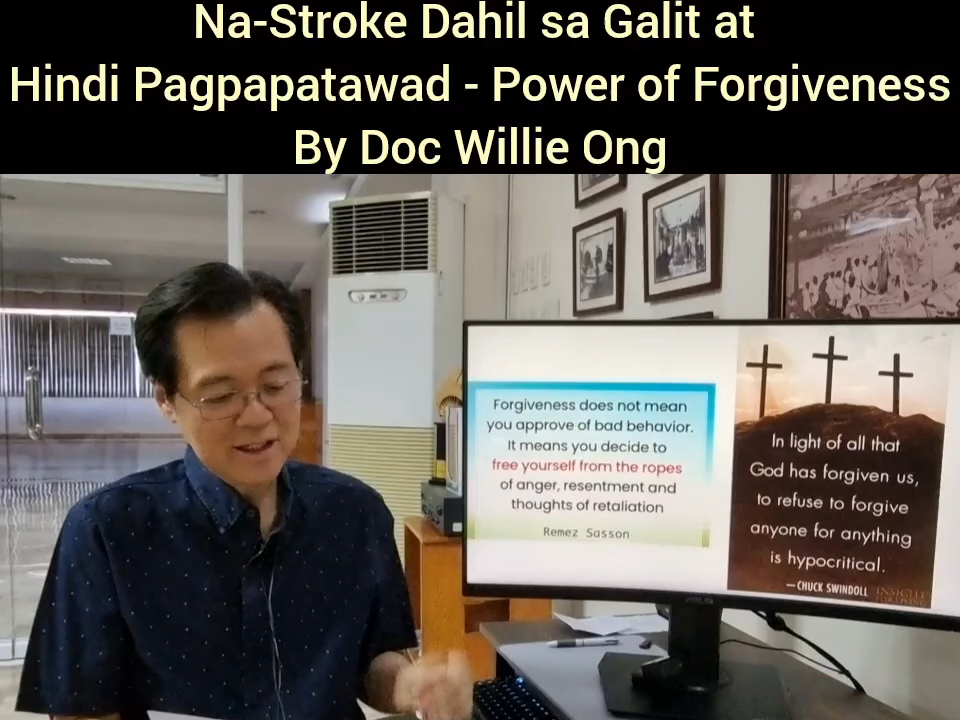 Na-Stroke Dahil sa Galit at
Hindi Pagpapatawad - Power of Forgiveness
By Doc Willie Ong
Forgiveness does not mean
you approve of bad behavior.
It means you decide to
free yourself from the ropes
of anger, resentment and
thoughts of retaliation
Remez Sasson
In light of all that
God has forgiven us,
to refuse to forgive
anyone for anything
is hypocritical.
—CHUCK SWINDOLL